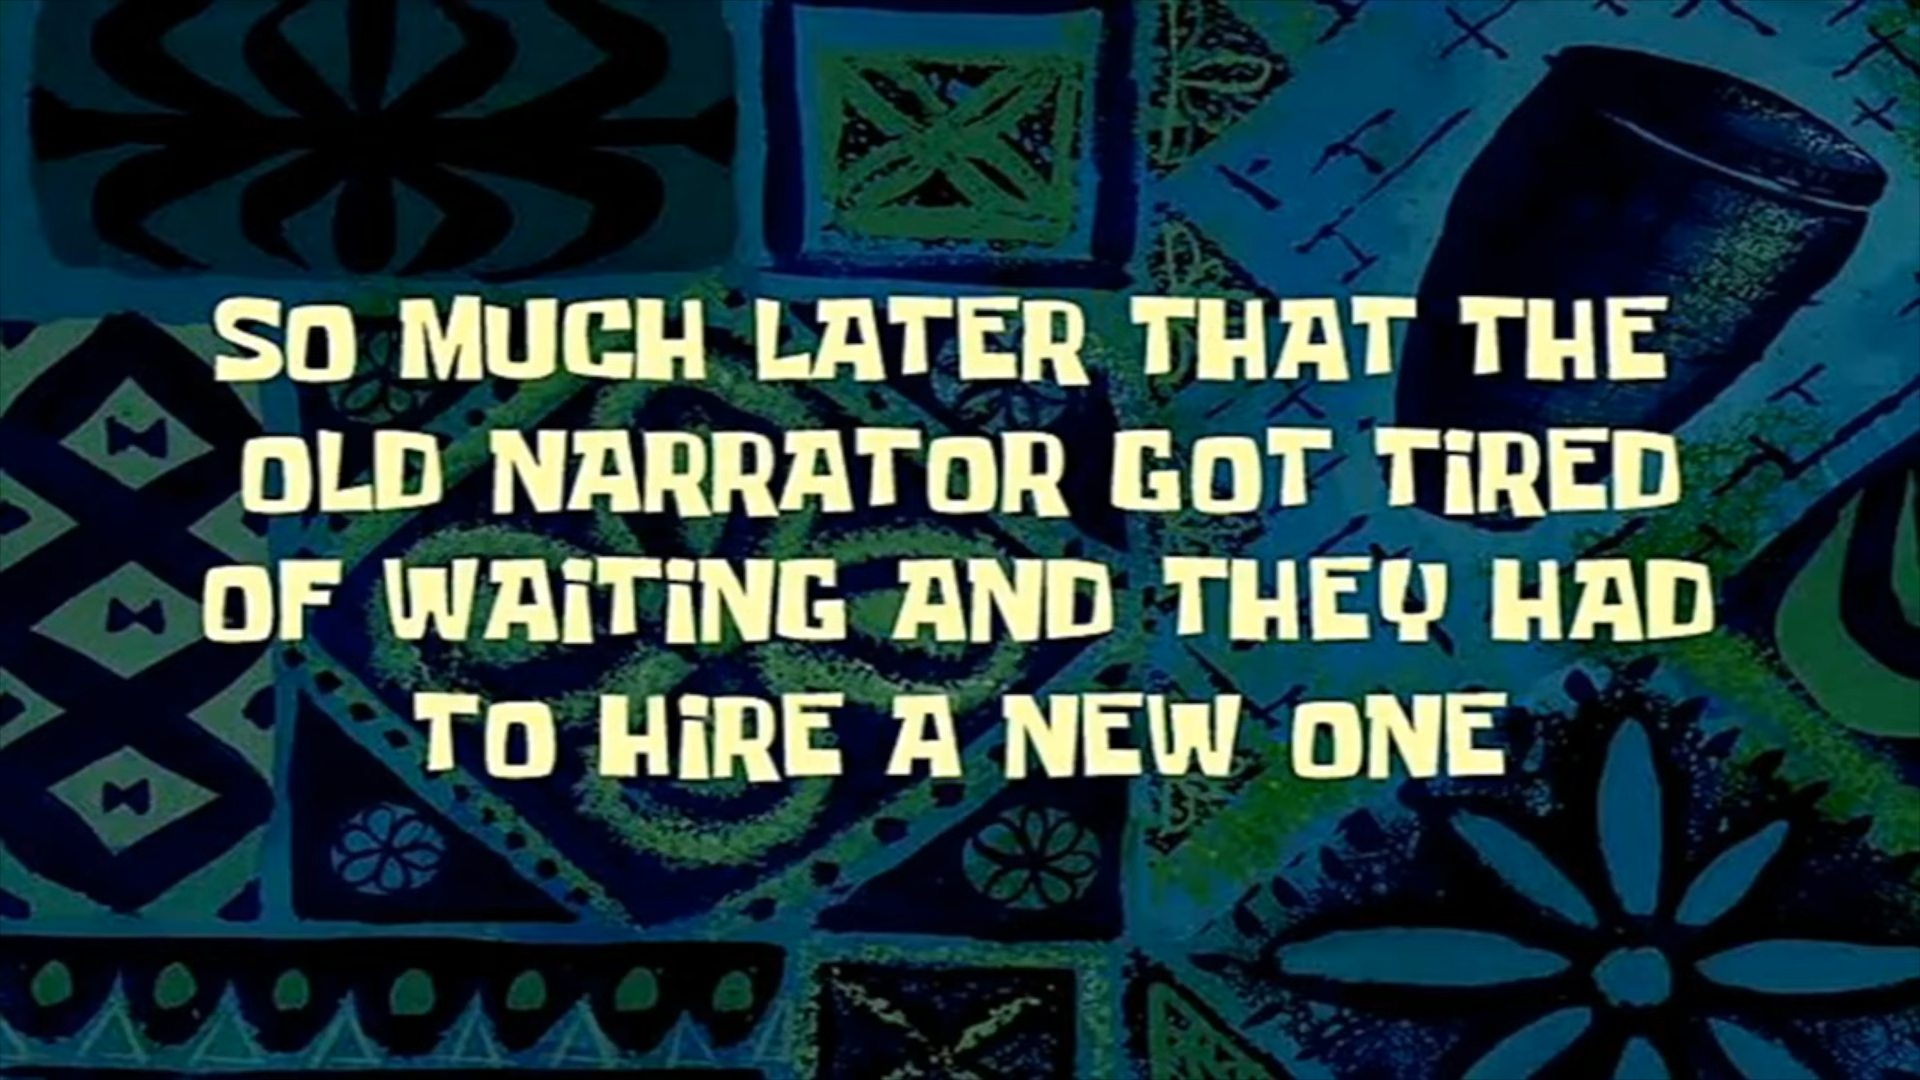 SO MUCH LATER THAT THE
OLD NARRATOR GOT TiRED
OF WAiTiNG AND THEY HAD
TO HiRE A NEW ONE